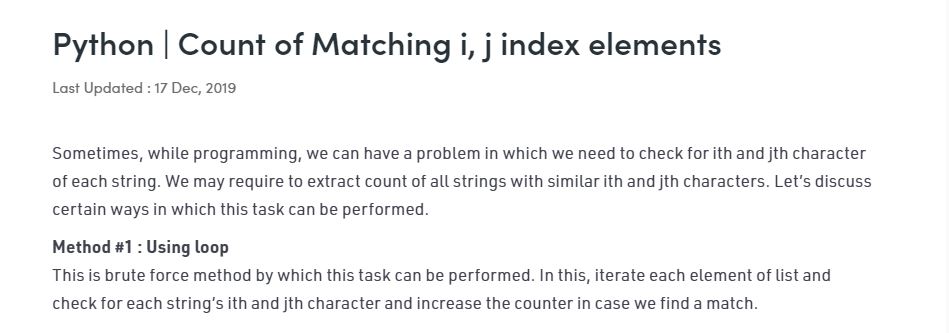 Python | Count of Matching i, j index elements
Last Updated : 17 Dec, 2019
Sometimes, while programming, we can have a problem in which we need to check for ith and jth character
of each string. We may require to extract count of all strings with similar ith and jth characters. Let’s discuss
certain ways in which this task can be performed.
Method #1 : Using loop
This is brute force method by which this task can be performed. In this, iterate each element of list and
check for each string’s ith and jth character and increase the counter in case we find a match.